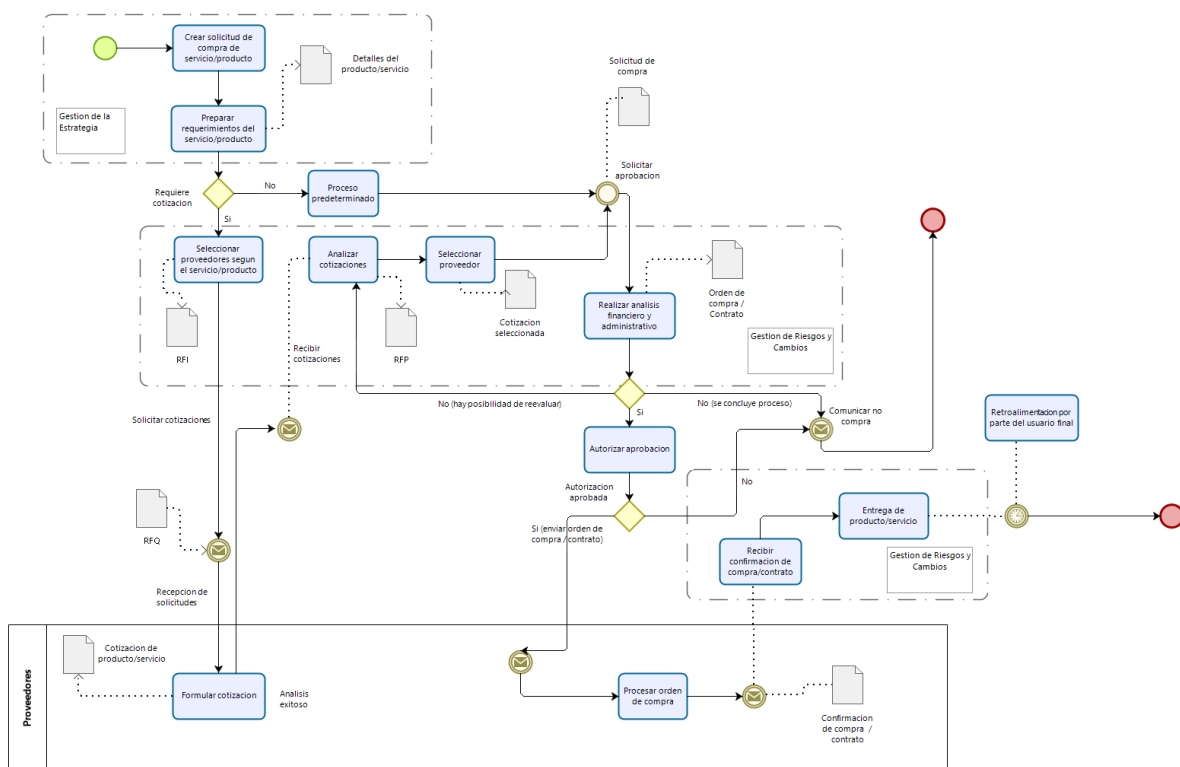 Crear solicitud de
compra de
servicio/producto
Detalles del
producto/servicio
Solicitud de
compra
Gestion de la
Estrategia
Preparar
requerimientos del
servicio/producto
Solicitar
aprobacion
Requiere
cotizacion
No
Proceso
predeterminado
Si
Seleccionar
proveedores segun
el servicio/producto
Analizar
cotizaciones
Seleccionar
proveedor
Orden de
compra /
Contrato
Realizar analisis
financiero y
administrativo
Cotizacion
seleccionada
RFI
Recibir
cotizaciones
RFP
Gestion de Riesgos y
Cambios
No (hay posibilidad de reevaluar)
No (se concluye proceso)
Si
Comunicar no
compra
Retroalimentacion por
parte del usuario final
Solicitar cotizaciones
Autorizar aprobacion
Autorizacion
aprobada
No
Si (enviar orden de
compra / contrato)
Entrega de
producto/servicio
RFQ
Recibir
confirmacion de
compra/contrato
Gestion de Riesgos y
Cambios
Recepcion de
solicitudes
Proveedores
Cotizacion de
producto/servicio
Formular cotizacion
Analisis
exitoso
Procesar orden
de compra
Confirmacion
de compra /
contrato